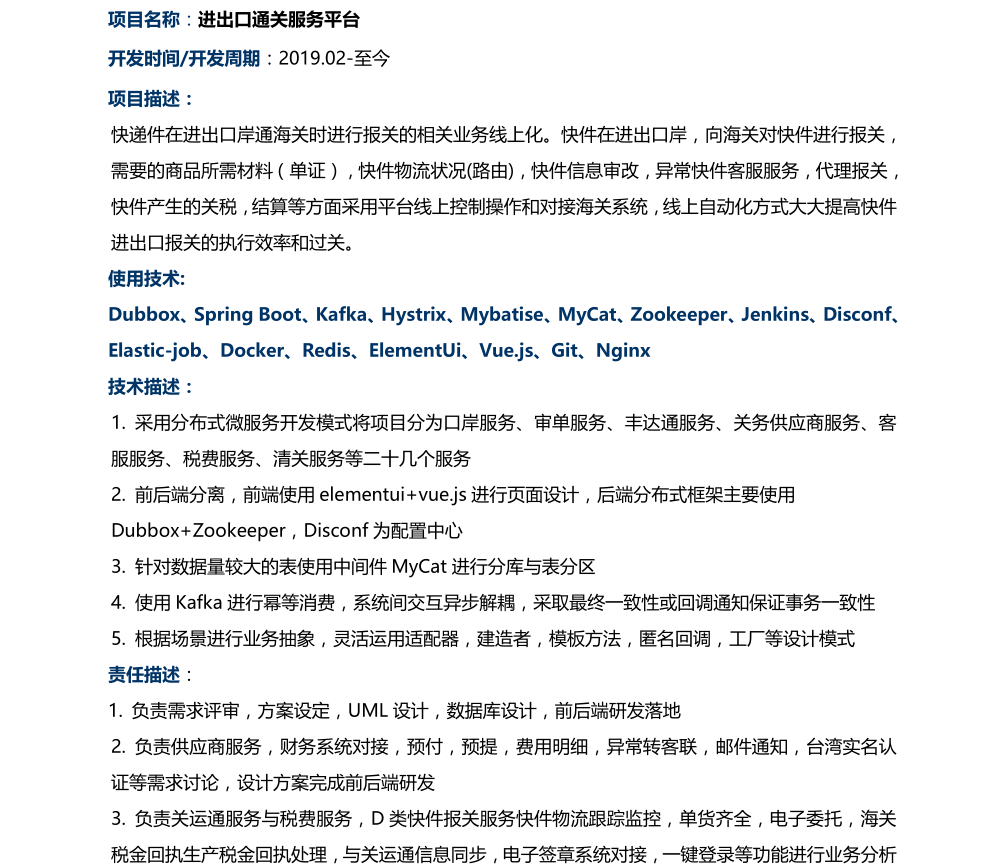 项目名称：进出口通关服务平台
开发时间/开发周期：2019.02-至今
项目描述：
快递件在进出口岸通海关时进行报关的相关业务线上化。快件在进出口岸，向海关对快件进行报关，
需要的商品所需材料（单证），快件物流状况(路由)，快件信息审改，异常快件客服服务，代理报关，
快件产生的关税，结算等方面采用平台线上控制操作和对接海关系统，线上自动化方式大大提高快件
进出口报关的执行效率和过关。
使用技术:
Dubbox、Spring Boot、Kafka、Hystrix、Mybatise、MyCat、Zookeeper、Jenkins、Disconf、
Elastic-job、Docker、Redis、ElementUi、Vue.js、Git、Nginx
技术描述：
1. 采用分布式微服务开发模式将项目分为口岸服务、审单服务、丰达通服务、关务供应商服务、客
服服务、税费服务、清关服务等二十几个服务
2. 前后端分离，前端使用 elementui+vue.js 进行页面设计，后端分布式框架主要使用
Dubbox+Zookeeper，Disconf 为配置中心
3. 针对数据量较大的表使用中间件 MyCat 进行分库与表分区
4. 使用 Kafka 进行幂等消费，系统间交互异步解耦，采取最终一致性或回调通知保证事务一致性
5. 根据场景进行业务抽象，灵活运用适配器，建造者，模板方法，匿名回调，工厂等设计模式
责任描述：
1. 负责需求评审，方案设定，UML 设计，数据库设计，前后端研发落地
2. 负责供应商服务，财务系统对接，预付，预提，费用明细，异常转客联，邮件通知，台湾实名认
证等需求讨论，设计方案完成前后端研发
3. 负责关运通服务与税费服务，D 类快件报关服务快件物流跟踪监控，单货齐全，电子委托，海关
税金回执生产税金回执处理，与关运通信息同步，电子签章系统对接，一键登录等功能进行业务分析